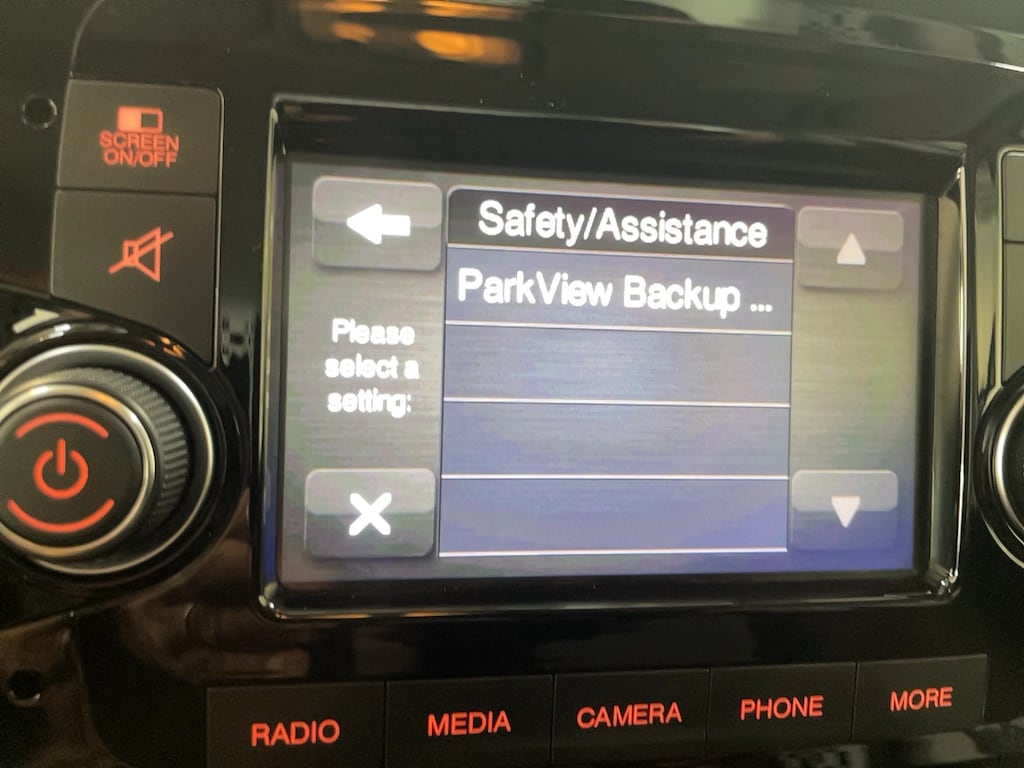 SCREEN
ON/OFF
Safety/Assistance
ParkView Backup ...
Please
select a
setting:
RADIO
MEDIA
CAMERA
PHONE
MORE